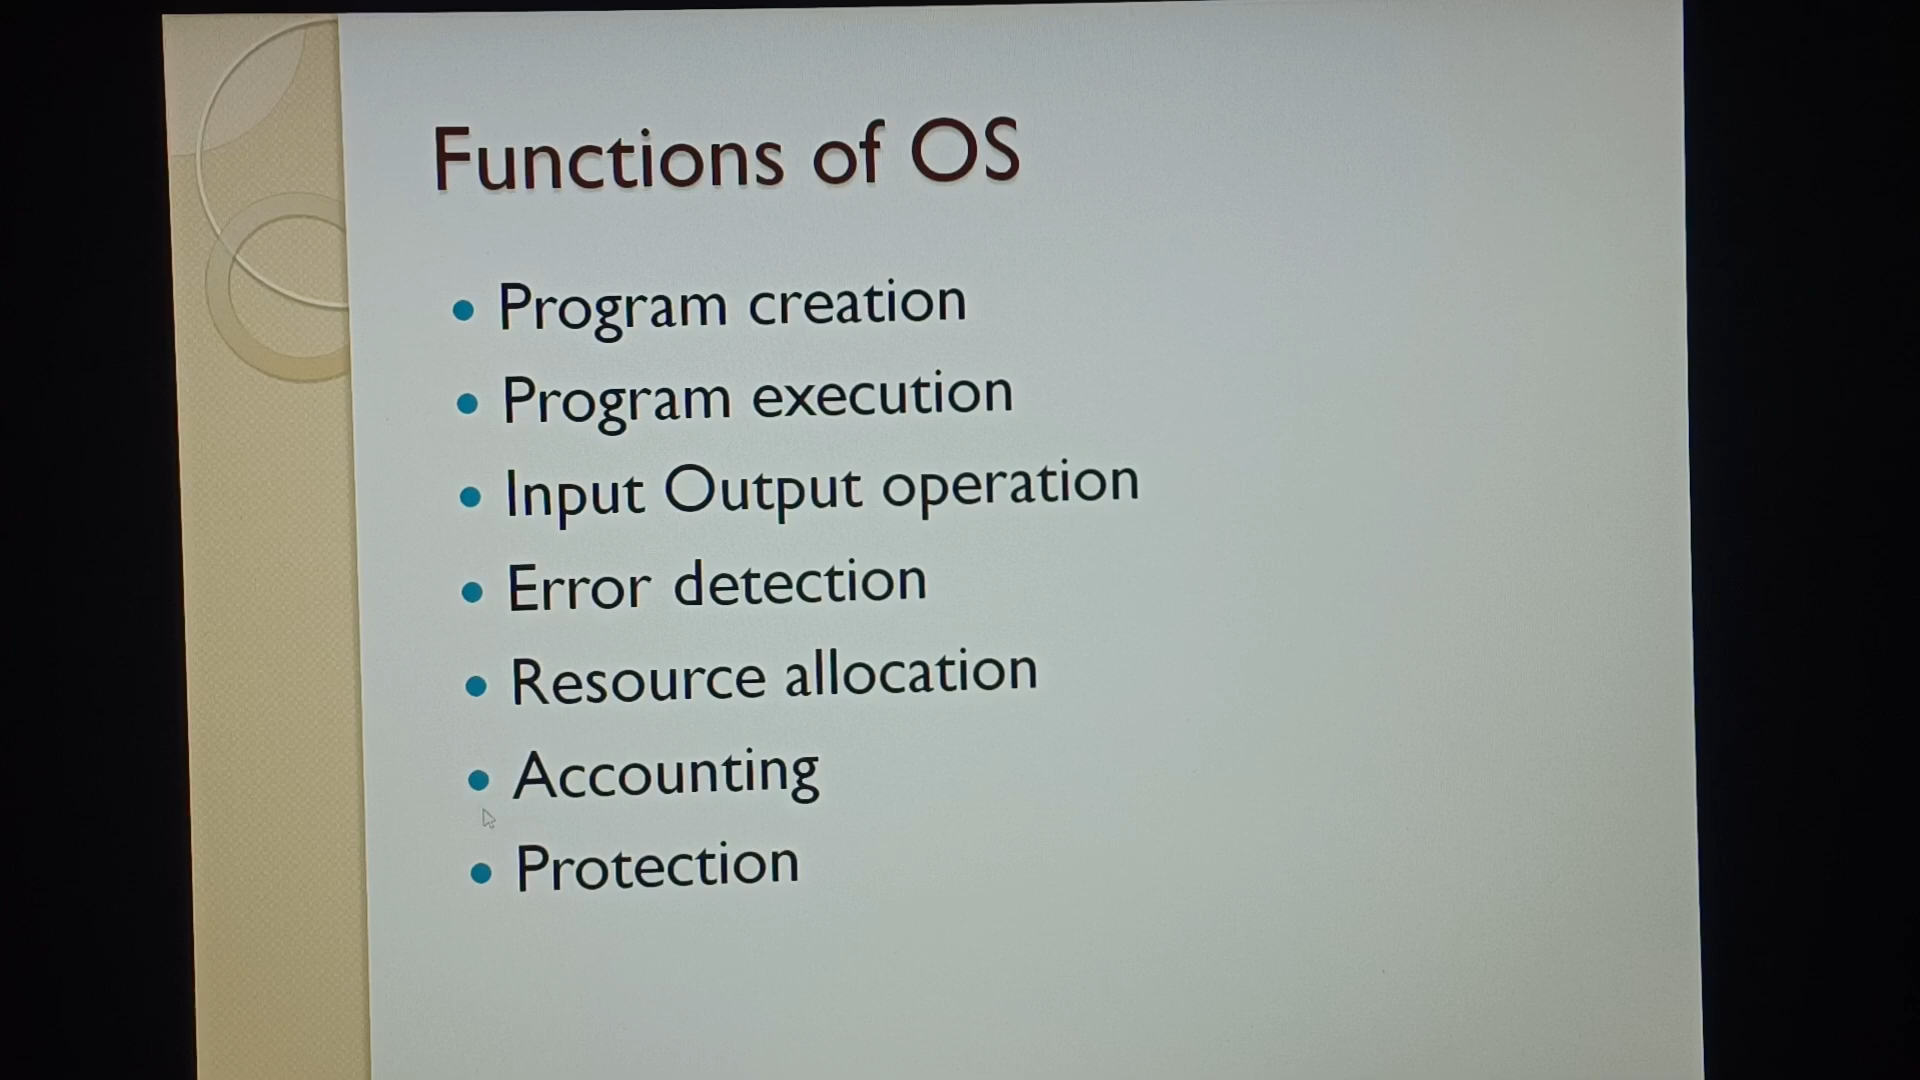 Functions of OS
Program creation
Program execution
Input Output operation
Error detection
Resource allocation
Accounting
Protection